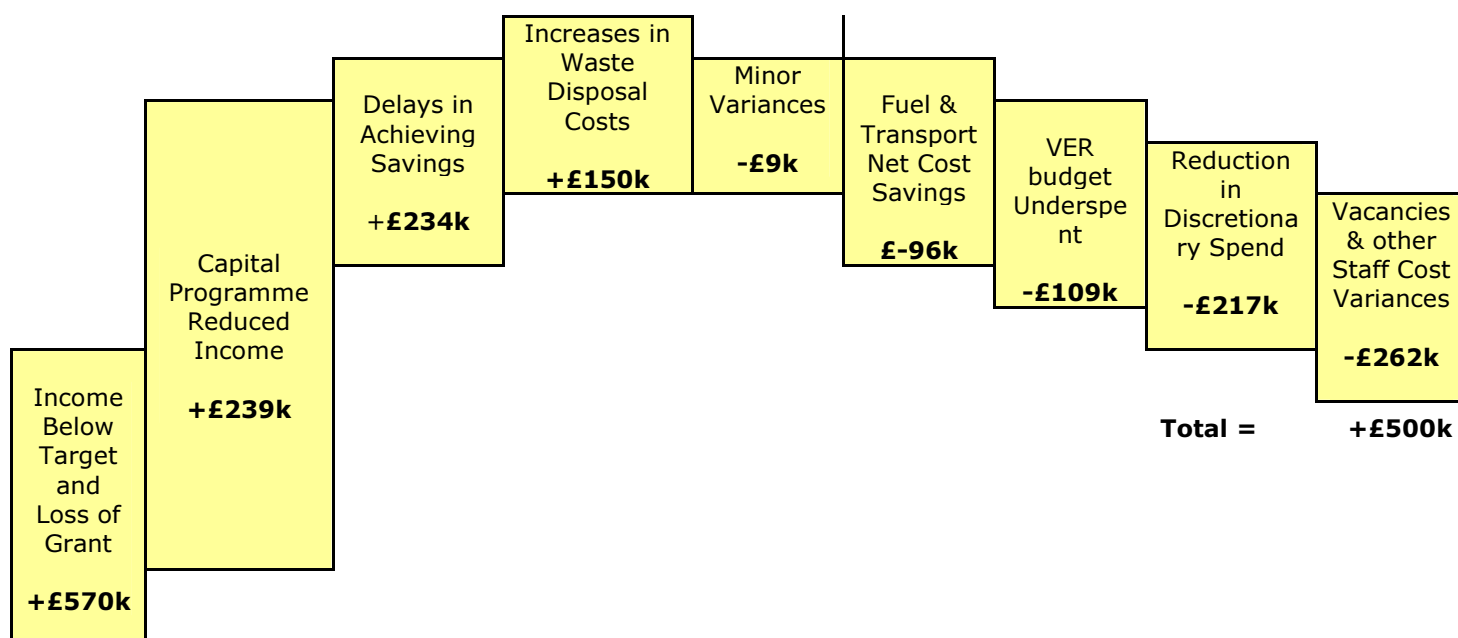 Income
Below
Target
and
Loss of
Grant
+£570k
Capital
Programme
Reduced
Income
+£239k
Delays in
Achieving
Savings
+£234k
Increases in
Waste
Disposal
Costs
+£150k
Minor
Variances
-£9k
Fuel &
Transport
Net Cost
Savings
£-96k
VER
budget
Underspe
nt
-£109k
Reduction
in
Discretiona
ry Spend
-£217k
Vacancies
& other
Staff Cost
Variances
-£262k
Total = +£500k